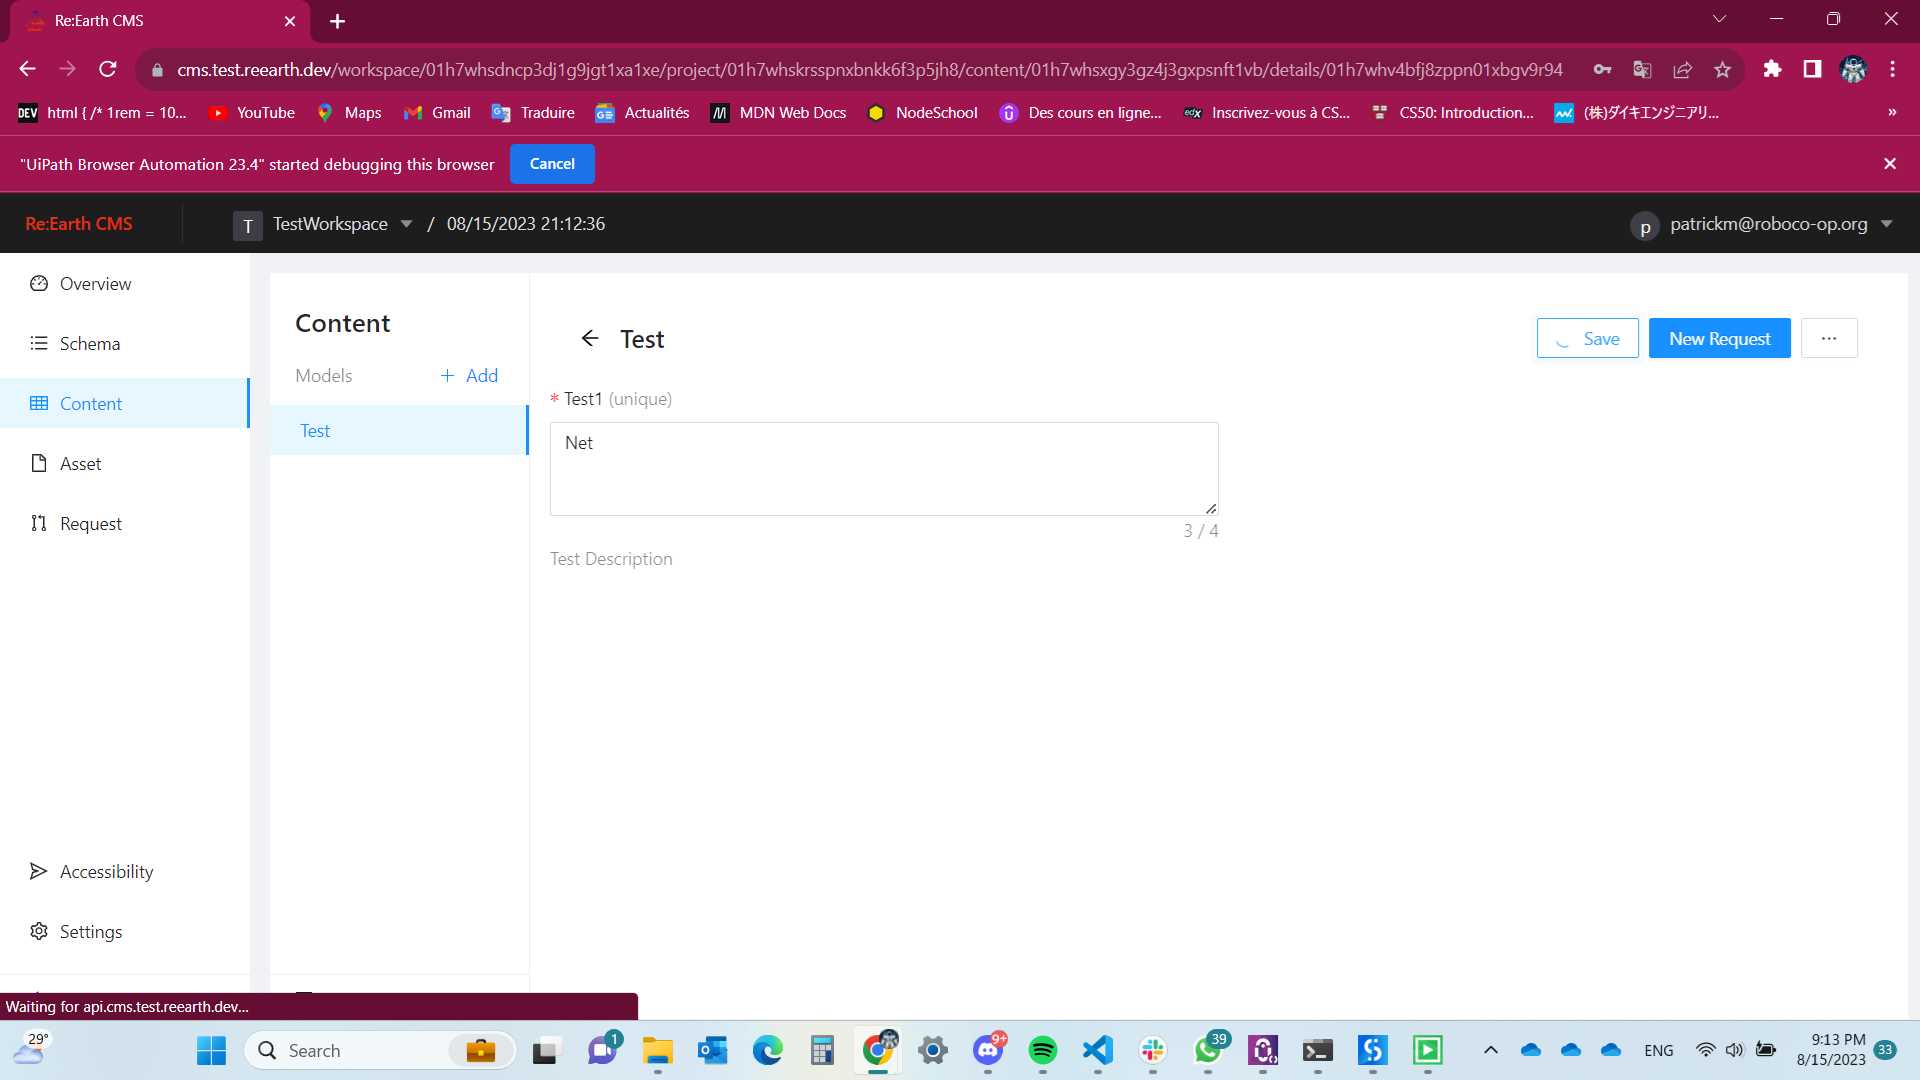 Re:Earth CMS
cms.test.reearth.dev/workspace/01h7whsdncp3dj1g9jgt1xa1xe/project/01h7whskrsspnxbnkk6f3p5jh8/content/01h7whsxgy3gz4j3gxpsnft1vb/details/01h7whv4bfj8zppn01xbgv9r94
DEV html { /* 1rem = 10... YouTube Maps Gmail Traduire Actualités MDN Web Docs NodeSchool Des cours en ligne... edX Inscrivez-vous à CS... CS50: Introduction... (株)ダイキエンジニアリ... »
"UiPath Browser Automation 23.4" started debugging this browser Cancel
Re:Earth CMS T TestWorkspace / 08/15/2023 21:12:36 p patrickm@roboco-op.org
Overview
Schema
Content
Asset
Request
Accessibility
Settings
Content
Models + Add
Test
Test
Save New Request ...
* Test1 (unique)
Net
3 / 4
Test Description
Waiting for api.cms.test.reearth.dev...
29°
Search
1
9+
39
ENG
9:13 PM
8/15/2023
33